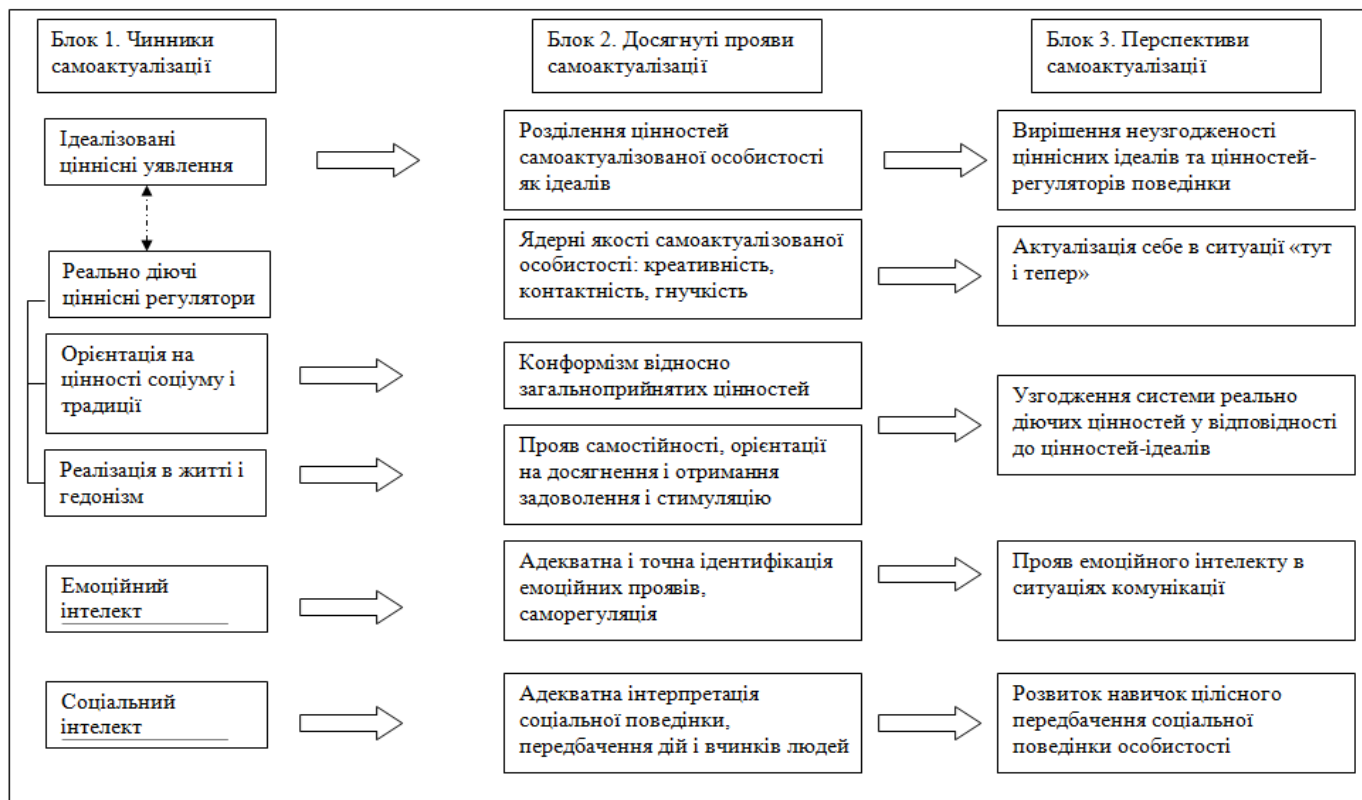 Блок 1. Чинники
самоактуалізації
Блок 2. Досягнуті прояви
самоактуалізації
Блок 3. Перспективи
самоактуалізації
Ідеалізовані
ціннісні уявлення
Розділення цінностей
самоактуалізованої особистості
як ідеалів
Вирішення неузгодженості
ціннісних ідеалів та цінностей-
регуляторів поведінки
Реально діючі
ціннісні регулятори
Ядерні якості самоактуалізованої
особистості: креативність,
контактність, гнучкість
Актуалізація себе в ситуації «тут
і тепер»
Орієнтація на
цінності соціуму і
традиції
Конформізм відносно
загальноприйнятих цінностей
Узгодження системи реально
діючих цінностей у відповідності
до цінностей-ідеалів
Реалізація в житті і
гедонізм
Прояв самостійності, орієнтації
на досягнення і отримання
задоволення і стимуляцію
Емоційний
інтелект
Адекватна і точна ідентифікація
емоційних проявів,
саморегуляція
Прояв емоційного інтелекту в
ситуаціях комунікації
Соціальний
інтелект
Адекватна інтерпретація
соціальної поведінки,
передбачення дій і вчинків людей
Розвиток навичок цілісного
передбачення соціальної
поведінки особистості